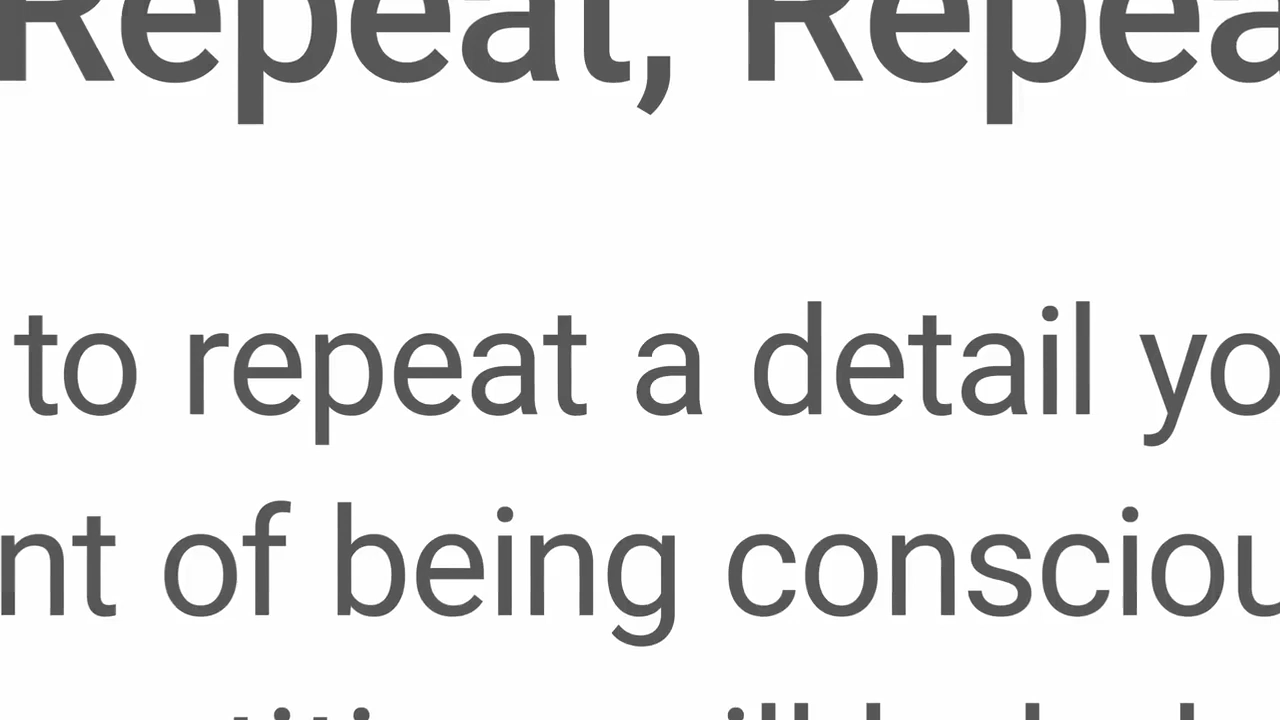 Repeat, Repea
to repeat a detail yo
nt of being consciou